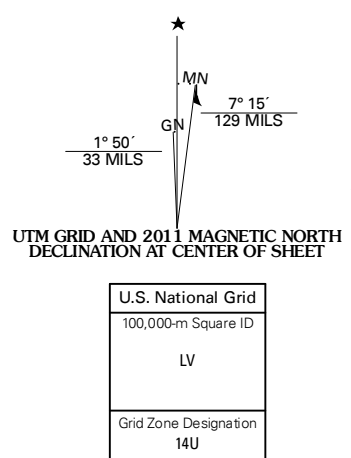 MN
7° 15´
129 MILS
GN
1° 50´
33 MILS
UTM GRID AND 2011 MAGNETIC NORTH
DECLINATION AT CENTER OF SHEET
U.S. National Grid
100,000-m Square ID
LV
Grid Zone Designation
14U